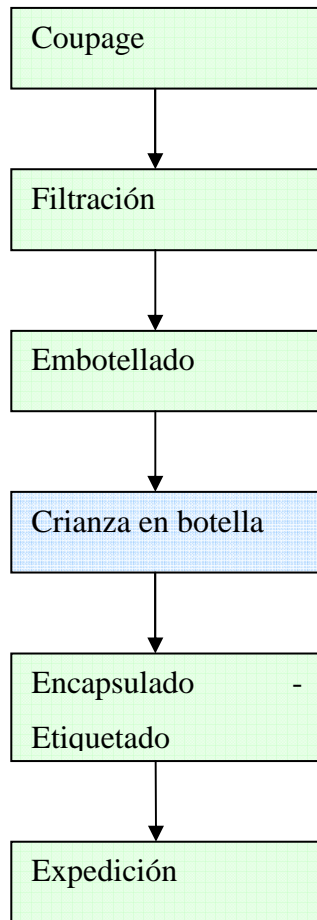 Coupage
Filtración
Embotellado
Crianza en botella
Encapsulado -
Etiquetado
Expedición